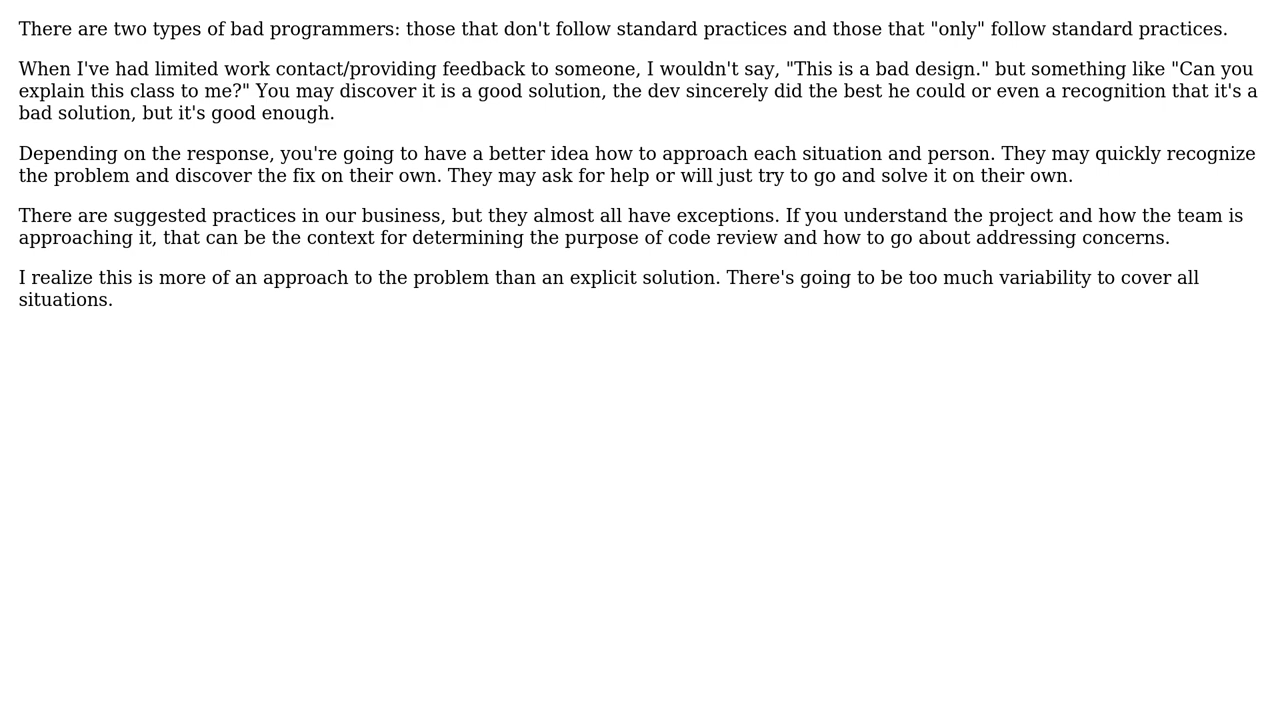 There are two types of bad programmers: those that don't follow standard practices and those that "only" follow standard practices.
When I've had limited work contact/providing feedback to someone, I wouldn't say, "This is a bad design." but something like "Can you
explain this class to me?" You may discover it is a good solution, the dev sincerely did the best he could or even a recognition that it's a
bad solution, but it's good enough.
Depending on the response, you're going to have a better idea how to approach each situation and person. They may quickly recognize
the problem and discover the fix on their own. They may ask for help or will just try to go and solve it on their own.
There are suggested practices in our business, but they almost all have exceptions. If you understand the project and how the team is
approaching it, that can be the context for determining the purpose of code review and how to go about addressing concerns.
I realize this is more of an approach to the problem than an explicit solution. There's going to be too much variability to cover all
situations.